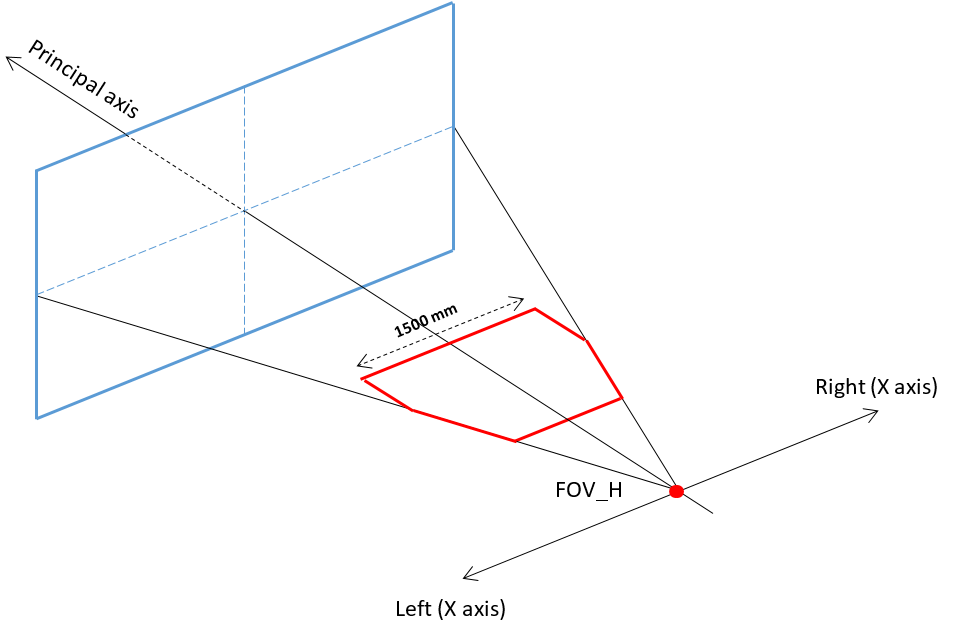 Principal axis
1500 mm
Right (X axis)
FOV_H
Left (X axis)